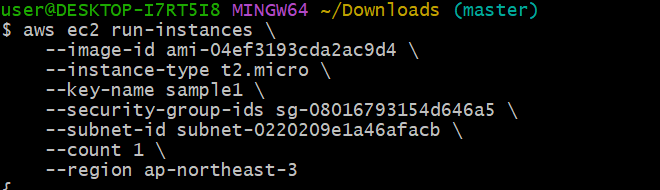 user@DESKTOP-I7RT5I8 MINGW64 ~/Downloads (master)
$ aws ec2 run-instances \
    --image-id ami-04ef3193cda2ac9d4 \
    --instance-type t2.micro \
    --key-name sample1 \
    --security-group-ids sg-08016793154d646a5 \
    --subnet-id subnet-0220209e1a46afacb \
    --count 1 \
    --region ap-northeast-3
{